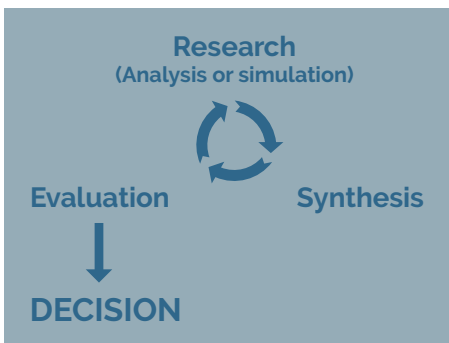 Research
(Analysis or simulation)
Evaluation
Synthesis
DECISION